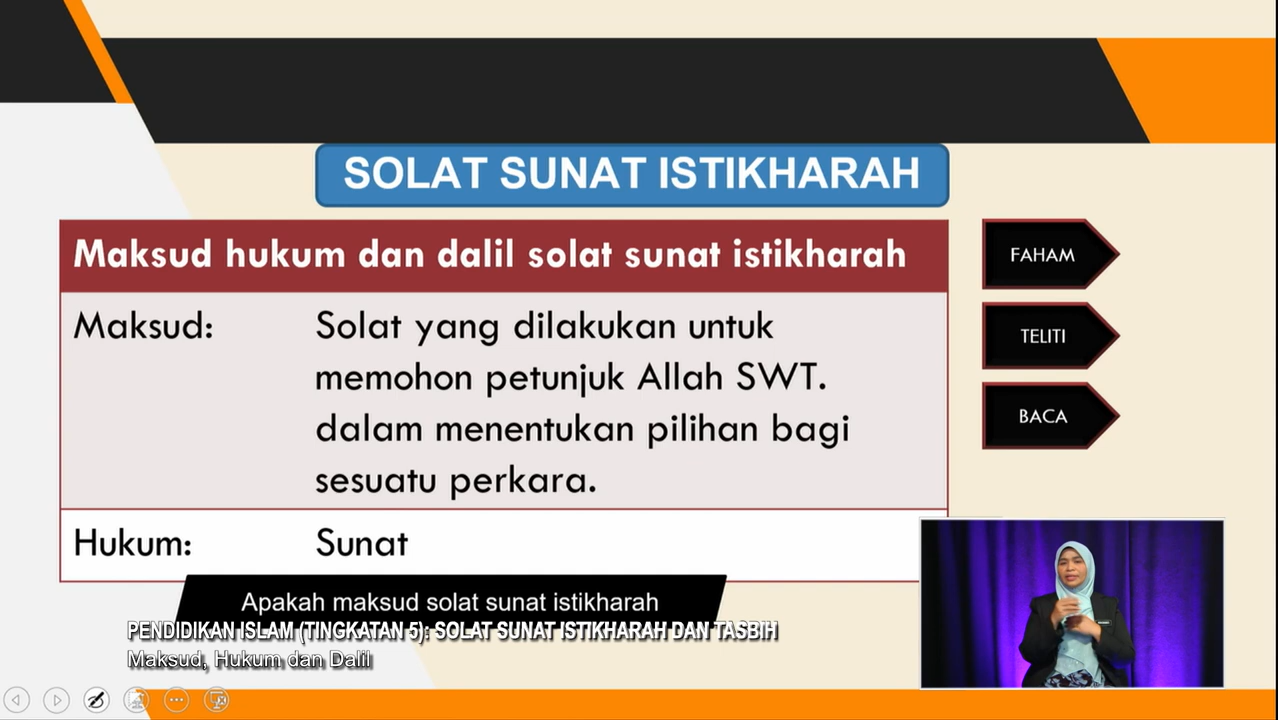 SOLAT SUNAT ISTIKHARAH
Maksud hukum dan dalil solat sunat istikharah
Maksud: Solat yang dilakukan untuk
memohon petunjuk Allah SWT.
dalam menentukan pilihan bagi
sesuatu perkara.
Hukum: Sunat
FAHAM
TELITI
BACA
Apakah maksud solat sunat istikharah
PENDIDIKAN ISLAM (TINGKATAN 5): SOLAT SUNAT ISTIKHARAH DAN TASBIH
Maksud, Hukum dan Dalil